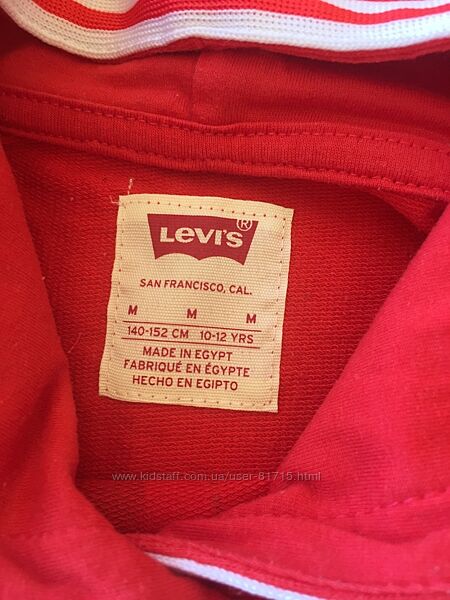 LEVI'S ®
SAN FRANCISCO, CAL.
M M M
140-152 CM 10-12 YRS
MADE IN EGYPT
FABRIQUÉ EN ÉGYPTE
HECHO EN EGIPTO
www.kidstaff.com.ua/user-81715.html